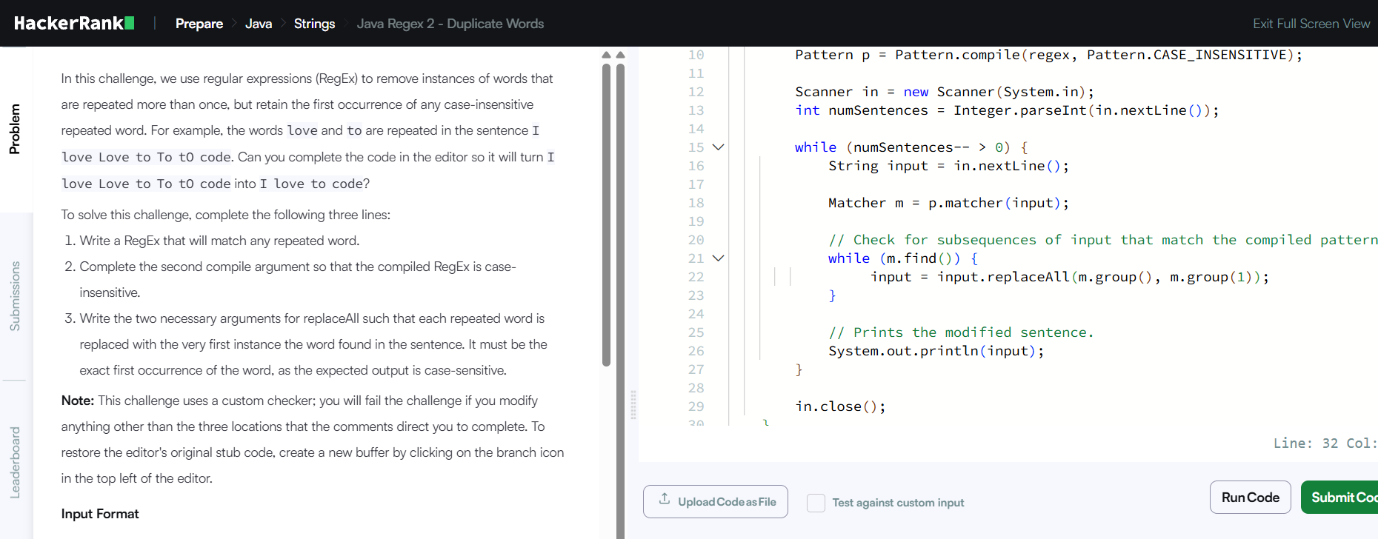 HackerRank | Prepare > Java > Strings > Java Regex 2 - Duplicate Words Exit Full Screen View
Problem
Submissions
Leaderboard
In this challenge, we use regular expressions (RegEx) to remove instances of words that
are repeated more than once, but retain the first occurrence of any case-insensitive
repeated word. For example, the words love and to are repeated in the sentence I
love Love to To tO code. Can you complete the code in the editor so it will turn I
love Love to To tO code into I love to code?
To solve this challenge, complete the following three lines:
1. Write a RegEx that will match any repeated word.
2. Complete the second compile argument so that the compiled RegEx is case-
insensitive.
3. Write the two necessary arguments for replaceAll such that each repeated word is
replaced with the very first instance the word found in the sentence. It must be the
exact first occurrence of the word, as the expected output is case-sensitive.
Note: This challenge uses a custom checker; you will fail the challenge if you modify
anything other than the three locations that the comments direct you to complete. To
restore the editor's original stub code, create a new buffer by clicking on the branch icon
in the top left of the editor.
Input Format
10 Pattern p = Pattern.compile(regex, Pattern.CASE_INSENSITIVE);
11
12 Scanner in = new Scanner(System.in);
13 int numSentences = Integer.parseInt(in.nextLine());
14
15 while (numSentences-- > 0) {
16 String input = in.nextLine();
17
18 Matcher m = p.matcher(input);
19
20 // Check for subsequences of input that match the compiled pattern
21 while (m.find()) {
22 input = input.replaceAll(m.group(), m.group(1));
23 }
24
25 // Prints the modified sentence.
26 System.out.println(input);
27 }
28
29 in.close();
30 }
Line: 32 Col:
Upload Code as File
Test against custom input
Run Code
Submit Co